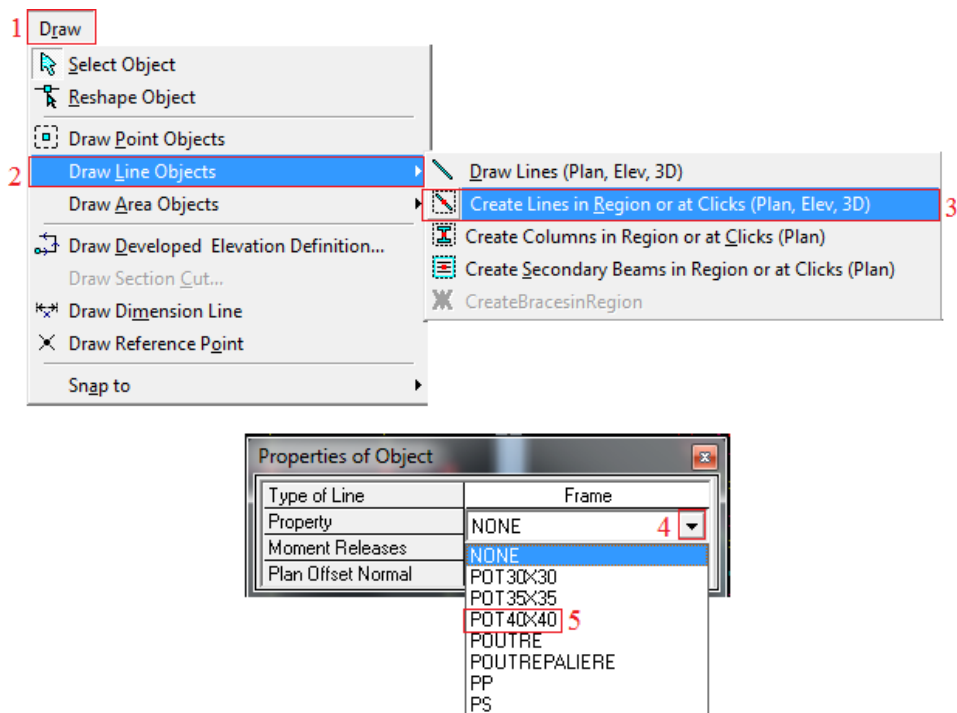 1 Draw
Select Object
Reshape Object
Draw Point Objects
2 Draw Line Objects
Draw Lines (Plan, Elev, 3D)
Draw Area Objects
Create Lines in Region or at Clicks (Plan, Elev, 3D) 3
Draw Developed Elevation Definition...
Create Columns in Region or at Clicks (Plan)
Draw Section Cut...
Create Secondary Beams in Region or at Clicks (Plan)
Draw Dimension Line
CreateBracesinRegion
Draw Reference Point
Snap to
Properties of Object
Type of Line Frame
Property NONE 4
Moment Releases NONE
Plan Offset Normal POT30X30
POT35X35
POT40X40 5
POUTRE
POUTREPALIERE
PP
PS